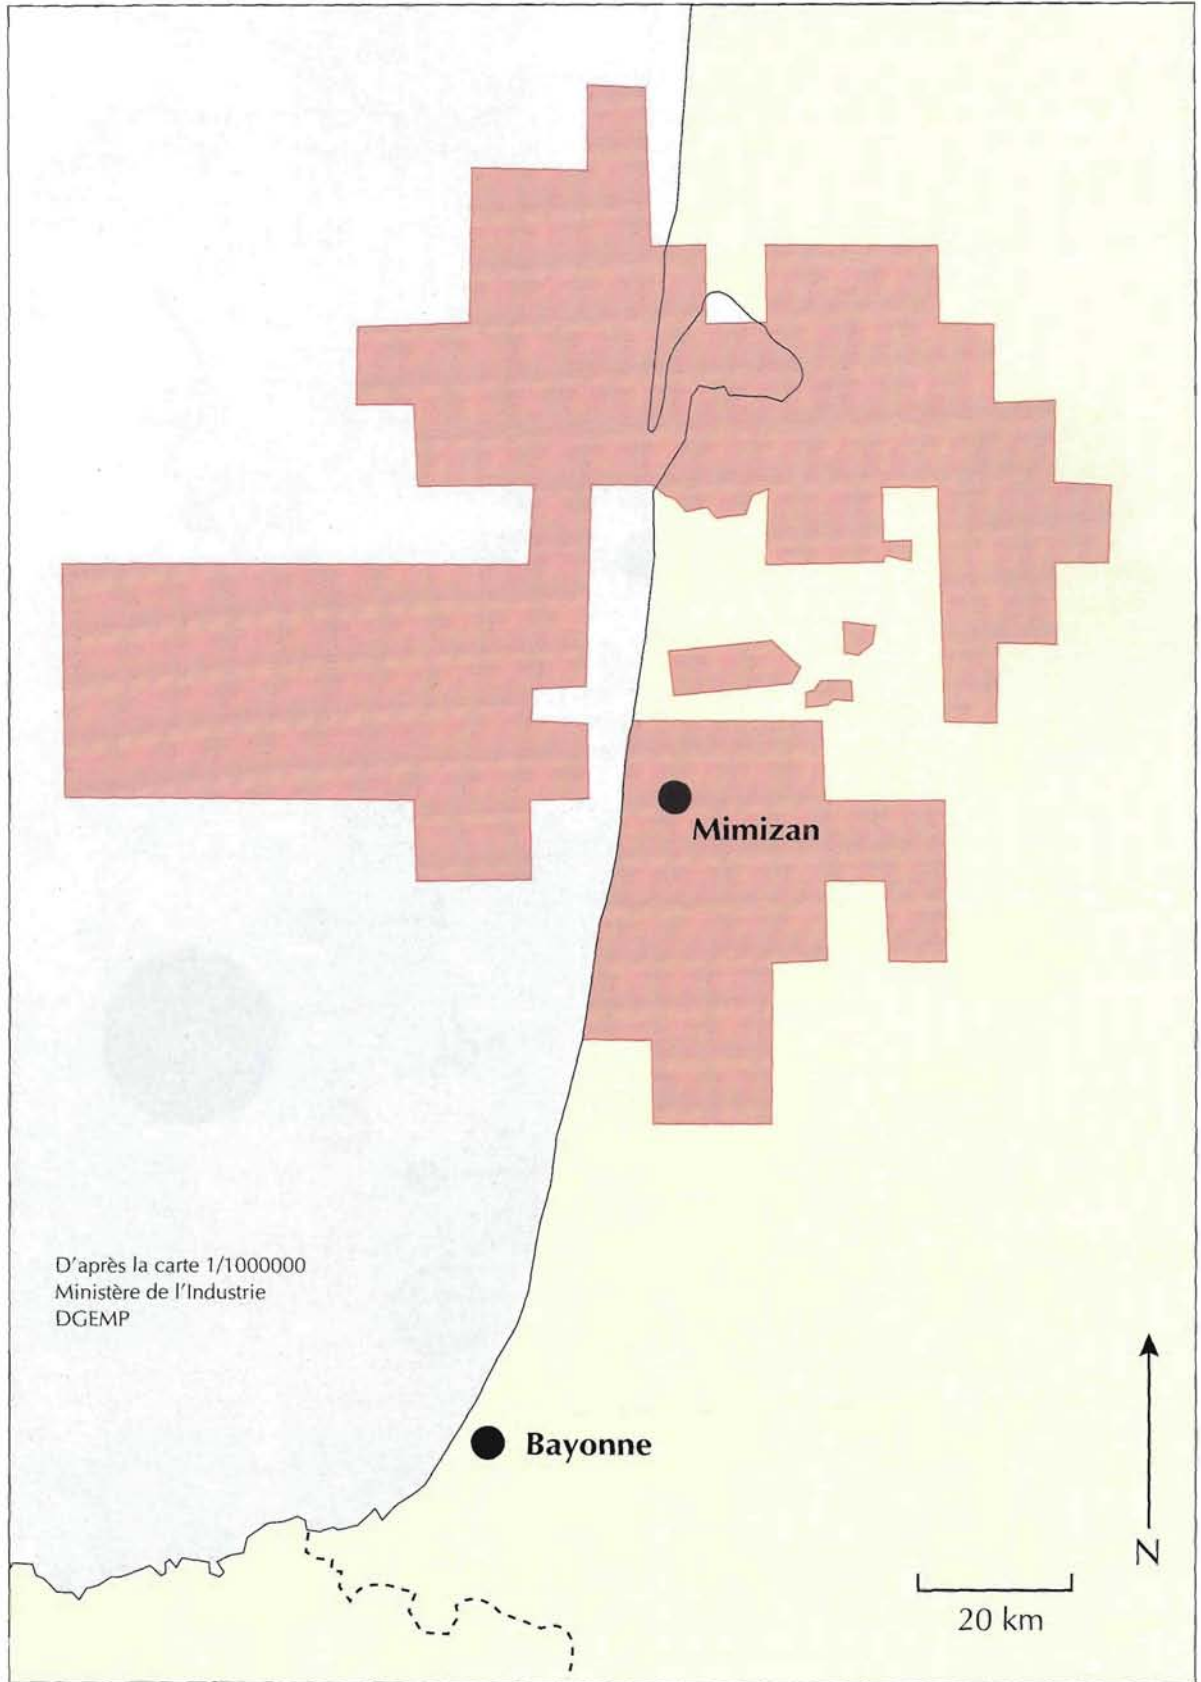 Mimizan
D'après la carte 1/1000000
Ministère de l'Industrie
DGEMP
Bayonne
N
20 km